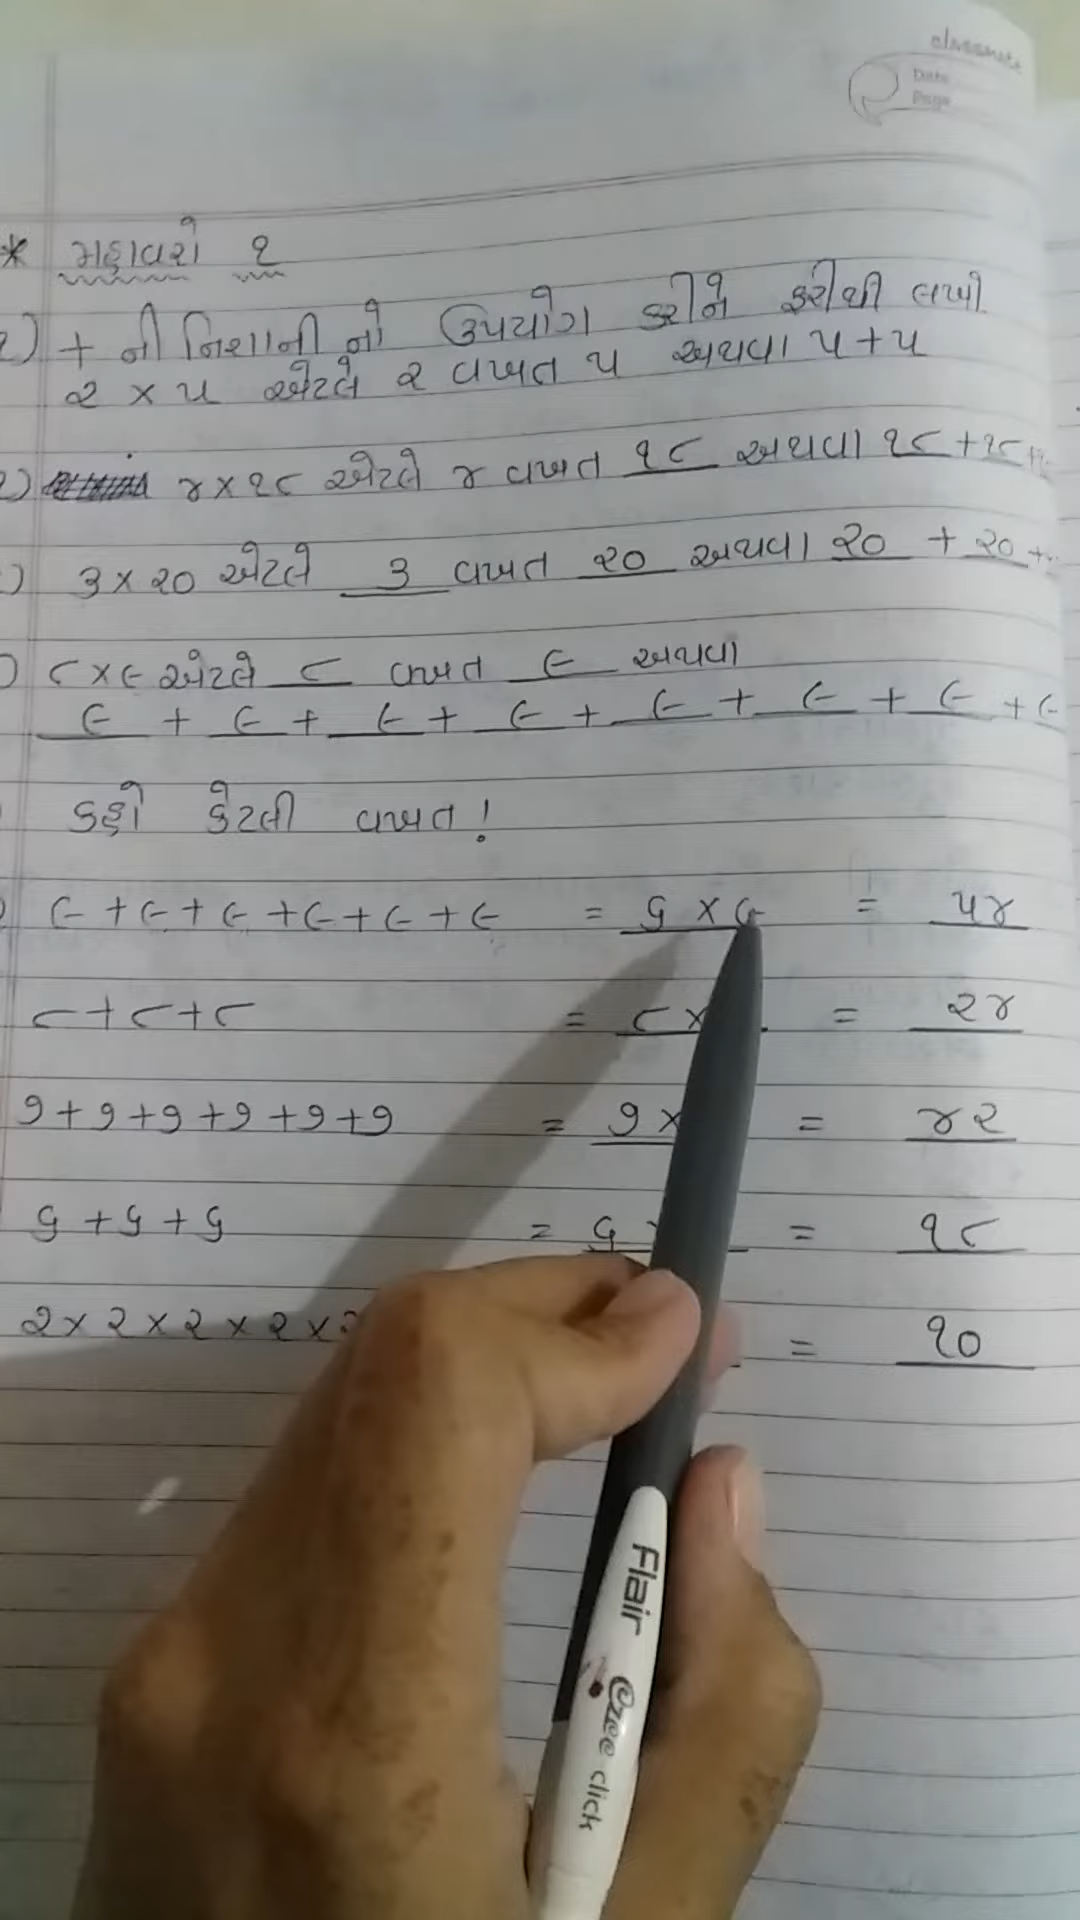 classmate
Date
Page
* મહાવરો ૧
૨) + ની નિશાની નો ઉપયોગ કરીને ફરીથી લખો
૨ × ૫ એટલે ૨ વખત ૫ અથવા ૫+૫
૪×૧૮ એટલે ૪ વખત ૧૮ અથવા ૧૮+૧૮+
૩×૨૦ એટલે ૩ વખત ૨૦ અથવા ૨૦ + ૨૦ +
૮×૯ એટલે ૮ વખત ૯ અથવા
૯ + ૯ + ૯ + ૯ + ૯ + ૯ + ૯ + ૯
કહો કેટલી વખત!
૯ + ૯ + ૯ + ૯ + ૯ + ૯ = ૬ × ૯ = ૫૪
૮+૮+૮ = ૮× = ૨૪
૭+૭+૭+૭+૭+૭ = ૭× = ૪૨
૬+૬+૬ = ૬ = ૧૮
૨×૨×૨×૨× = ૧૦
Flair @zee click